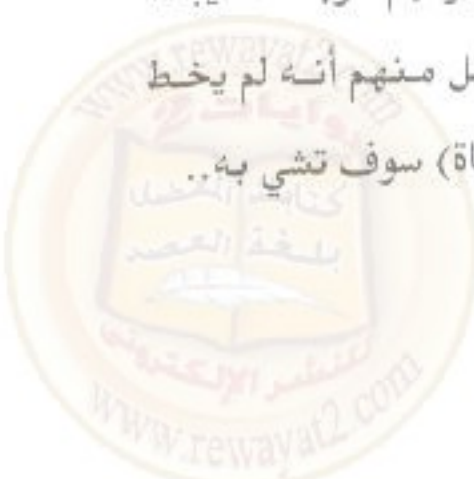 ل منهم أنه لم يخط
اة) سوف تشي به..
www.rewayat2.com
روايات 2
كتابك المفضل
بلغة العصر
للنشر الإلكترونى
www.rewayat2.com